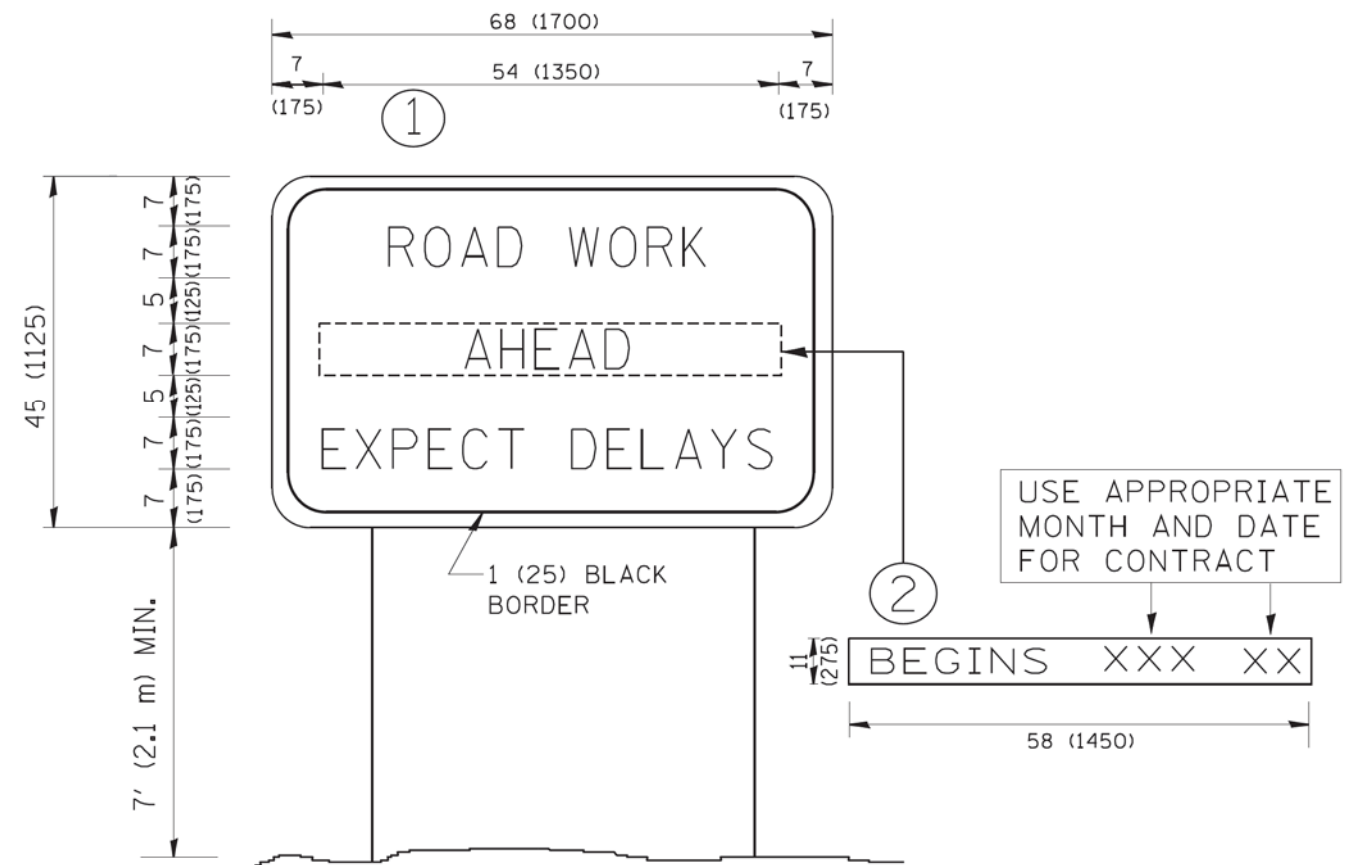 68 (1700)
7
54 (1350)
7
(175)
(175)
1
45 (1125)
7
(175)
7
(175)
5
(125)
7
(175)
5
(125)
7
(175)
7
(175)
ROAD WORK
AHEAD
EXPECT DELAYS
1 (25) BLACK
BORDER
7' (2.1 m) MIN.
USE APPROPRIATE
MONTH AND DATE
FOR CONTRACT
2
11
(275)
BEGINS XXX XX
58 (1450)